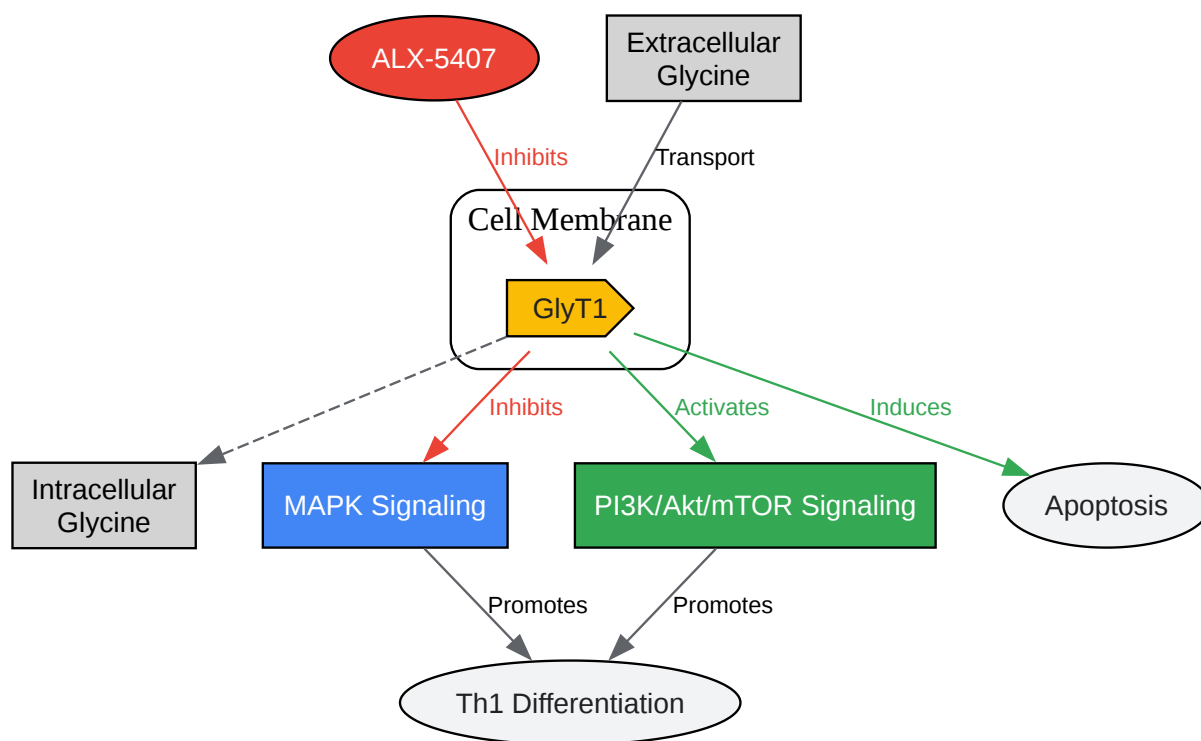 ALX-5407
Extracellular
Glycine
Inhibits
Transport
Cell Membrane
GlyT1
Inhibits
Activates
Induces
Intracellular
Glycine
MAPK Signaling
PI3K/Akt/mTOR Signaling
Apoptosis
Promotes
Promotes
Th1 Differentiation